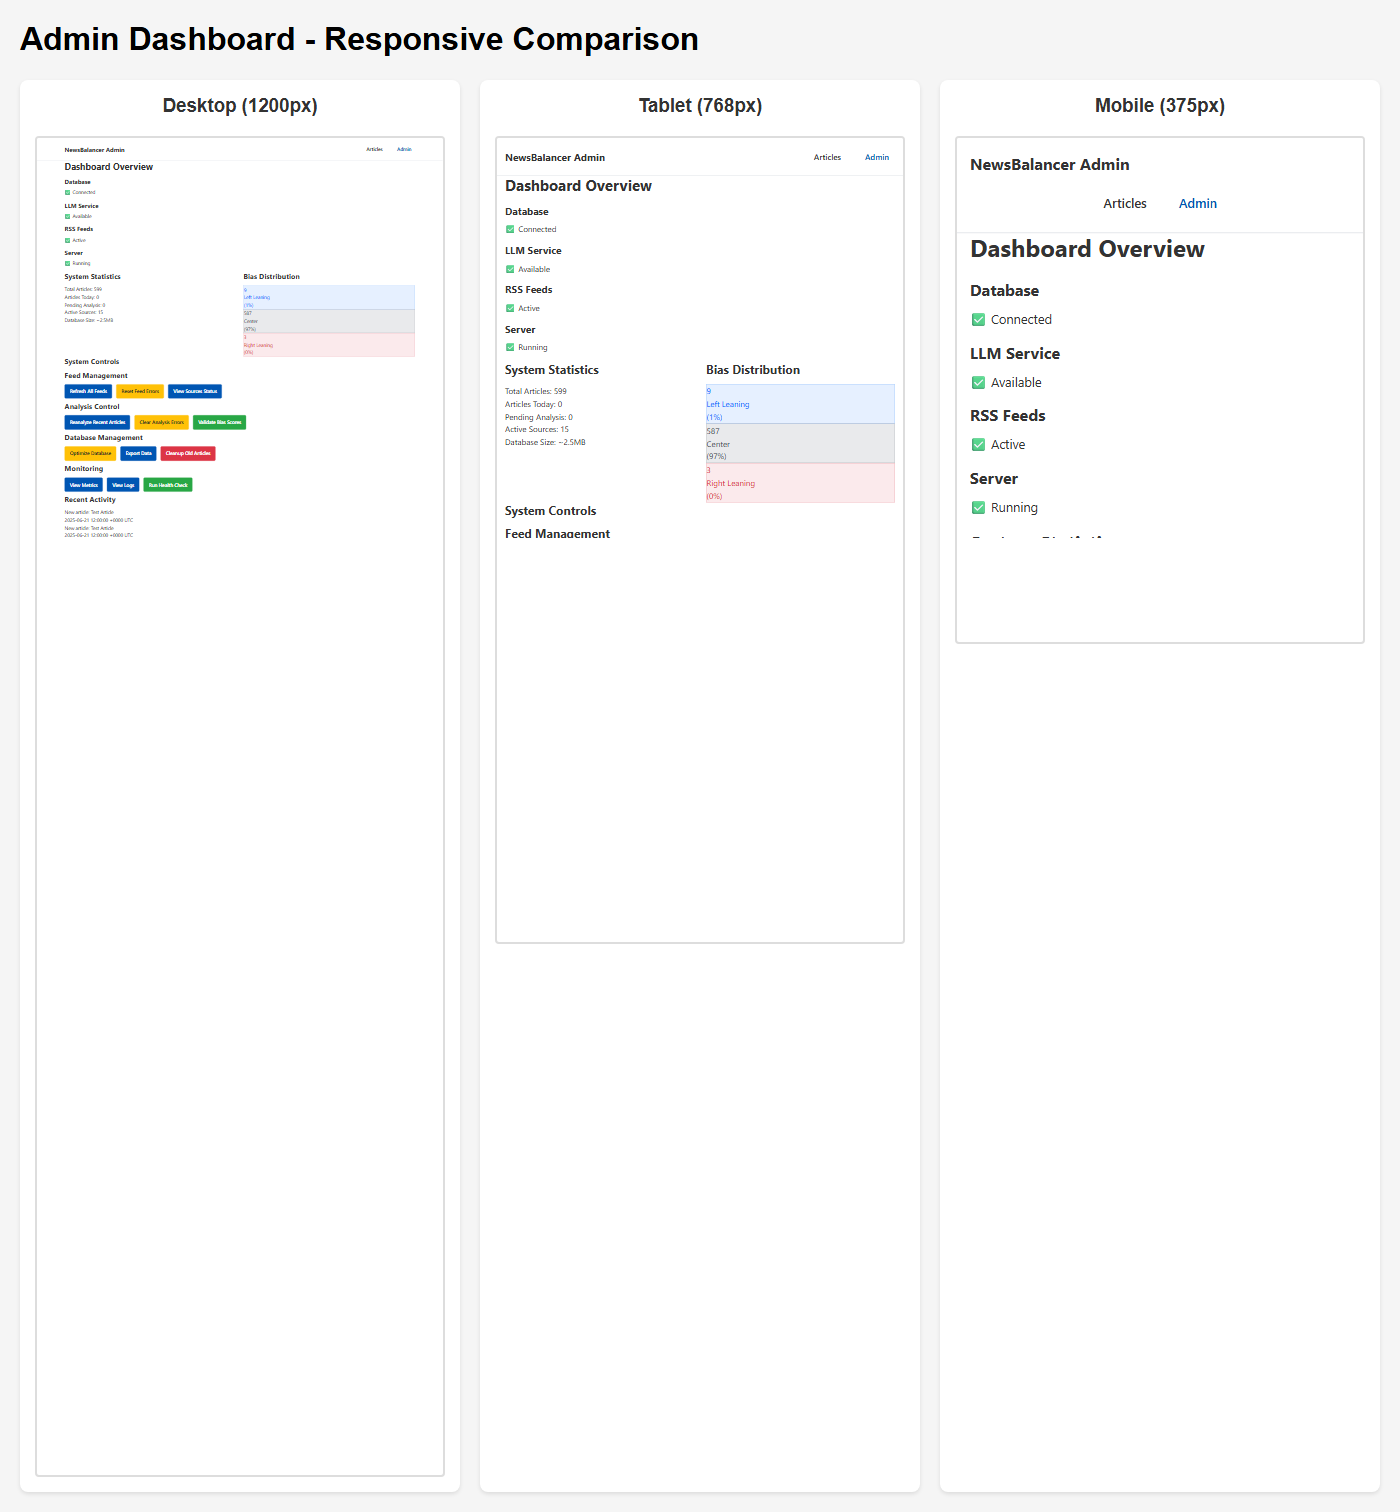 Admin Dashboard - Responsive Comparison
Desktop (1200px)
NewsBalancer Admin
Articles
Admin
Dashboard Overview
Database
Connected
LLM Service
Available
RSS Feeds
Active
Server
Running
System Statistics
Total Articles: 599
Articles Today: 0
Pending Analysis: 0
Active Sources: 15
Database Size: ~2.5MB
Bias Distribution
9
Left Leaning
(1%)
587
Center
(97%)
3
Right Leaning
(0%)
System Controls
Feed Management
Refresh All Feeds
Reset Feed Errors
View Sources Status
Analysis Control
Reanalyze Recent Articles
Clear Analysis Errors
Validate Bias Scores
Database Management
Optimize Database
Export Data
Cleanup Old Articles
Monitoring
View Metrics
View Logs
Run Health Check
Recent Activity
New article: Test Article
2025-06-21 12:00:00 +0000 UTC
New article: Test Article
2025-06-21 12:00:00 +0000 UTC
Tablet (768px)
NewsBalancer Admin
Articles
Admin
Dashboard Overview
Database
Connected
LLM Service
Available
RSS Feeds
Active
Server
Running
System Statistics
Total Articles: 599
Articles Today: 0
Pending Analysis: 0
Active Sources: 15
Database Size: ~2.5MB
Bias Distribution
9
Left Leaning
(1%)
587
Center
(97%)
3
Right Leaning
(0%)
System Controls
Feed Management
Mobile (375px)
NewsBalancer Admin
Articles
Admin
Dashboard Overview
Database
Connected
LLM Service
Available
RSS Feeds
Active
Server
Running